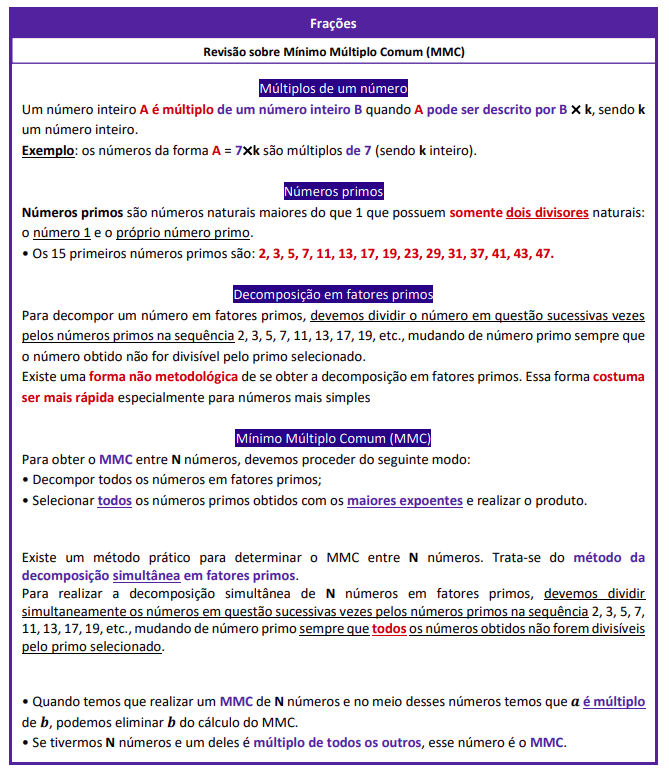 Frações
Revisão sobre Mínimo Múltiplo Comum (MMC)
Múltiplos de um número
Um número inteiro A é múltiplo de um número inteiro B quando A pode ser descrito por B × k, sendo k
um número inteiro.
Exemplo: os números da forma A = 7×k são múltiplos de 7 (sendo k inteiro).
Números primos
Números primos são números naturais maiores do que 1 que possuem somente dois divisores naturais:
o número 1 e o próprio número primo.
• Os 15 primeiros números primos são: 2, 3, 5, 7, 11, 13, 17, 19, 23, 29, 31, 37, 41, 43, 47.
Decomposição em fatores primos
Para decompor um número em fatores primos, devemos dividir o número em questão sucessivas vezes
pelos números primos na sequência 2, 3, 5, 7, 11, 13, 17, 19, etc., mudando de número primo sempre que
o número obtido não for divisível pelo primo selecionado.
Existe uma forma não metodológica de se obter a decomposição em fatores primos. Essa forma costuma
ser mais rápida especialmente para números mais simples
Mínimo Múltiplo Comum (MMC)
Para obter o MMC entre N números, devemos proceder do seguinte modo:
• Decompor todos os números em fatores primos;
• Selecionar todos os números primos obtidos com os maiores expoentes e realizar o produto.
Existe um método prático para determinar o MMC entre N números. Trata-se do método da
decomposição simultânea em fatores primos.
Para realizar a decomposição simultânea de N números em fatores primos, devemos dividir
simultaneamente os números em questão sucessivas vezes pelos números primos na sequência 2, 3, 5, 7,
11, 13, 17, 19, etc., mudando de número primo sempre que todos os números obtidos não forem divisíveis
pelo primo selecionado.
• Quando temos que realizar um MMC de N números e no meio desses números temos que a é múltiplo
de b, podemos eliminar b do cálculo do MMC.
• Se tivermos N números e um deles é múltiplo de todos os outros, esse número é o MMC.